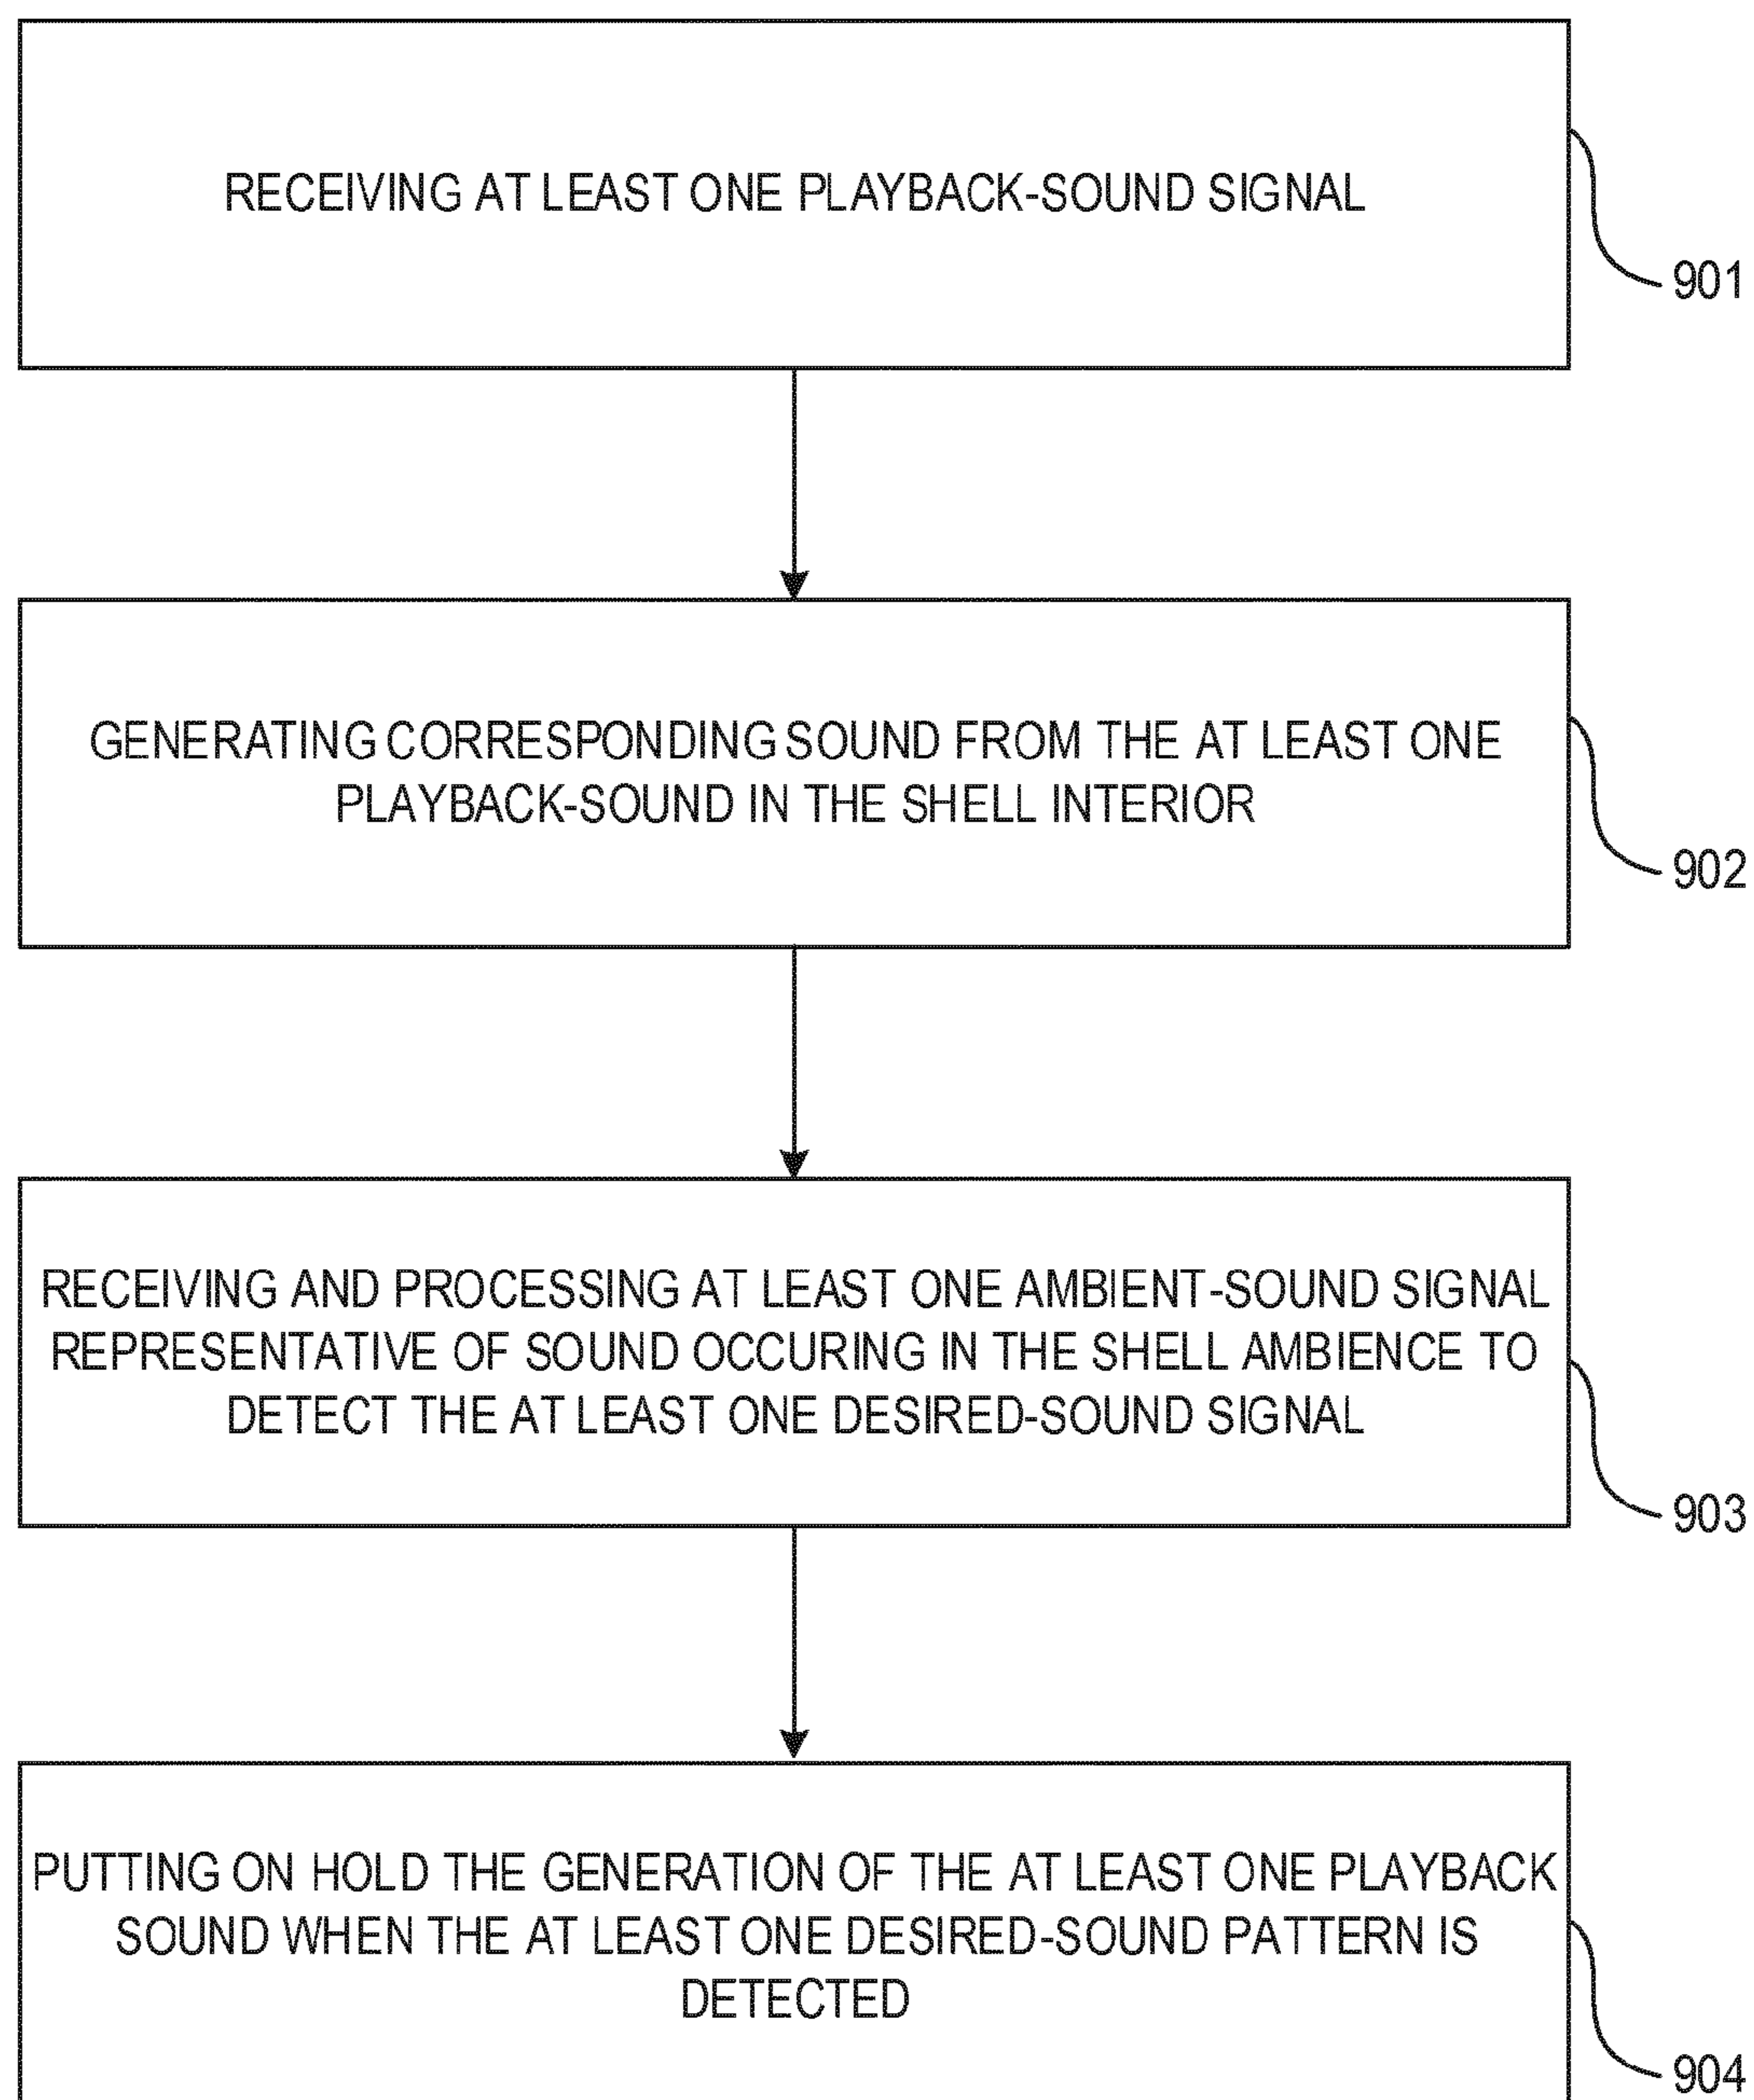 RECEIVING AT LEAST ONE PLAYBACK-SOUND SIGNAL
901
GENERATING CORRESPONDING SOUND FROM THE AT LEAST ONE
PLAYBACK-SOUND IN THE SHELL INTERIOR
902
RECEIVING AND PROCESSING AT LEAST ONE AMBIENT-SOUND SIGNAL
REPRESENTATIVE OF SOUND OCCURING IN THE SHELL AMBIENCE TO
DETECT THE AT LEAST ONE DESIRED-SOUND SIGNAL
903
PUTTING ON HOLD THE GENERATION OF THE AT LEAST ONE PLAYBACK
SOUND WHEN THE AT LEAST ONE DESIRED-SOUND PATTERN IS
DETECTED
904